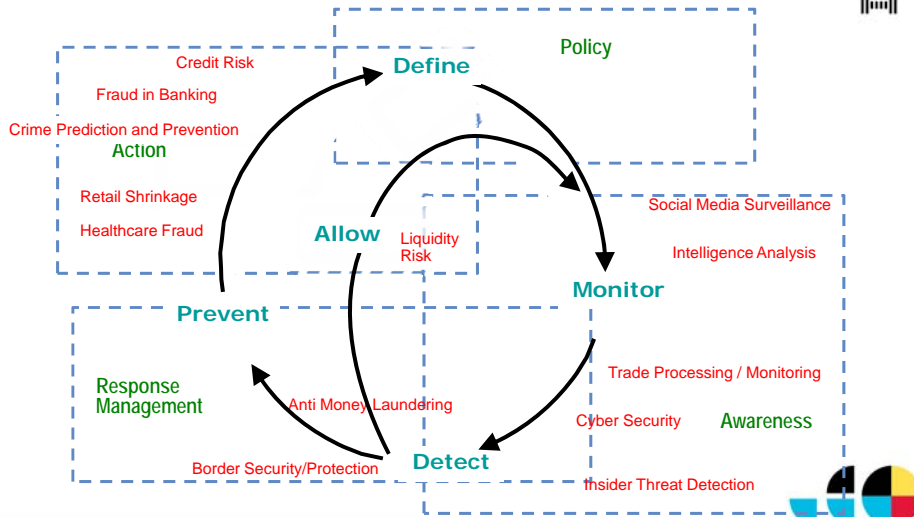 Policy
Credit Risk
Define
Fraud in Banking
Crime Prediction and Prevention
Action
Retail Shrinkage
Social Media Surveillance
Healthcare Fraud
Allow
Liquidity
Risk
Intelligence Analysis
Monitor
Prevent
Trade Processing / Monitoring
Response
Management
Anti Money Laundering
Cyber Security
Awareness
Detect
Border Security/Protection
Insider Threat Detection